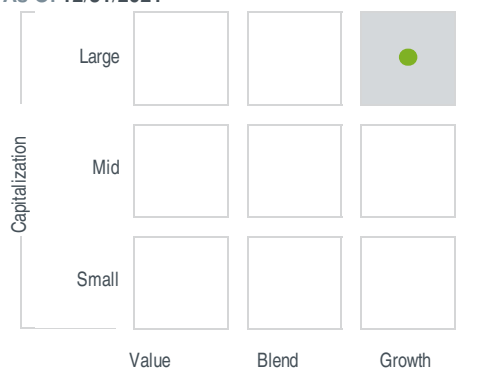 Large
Mid
Capitalization
Small
Value Blend Growth